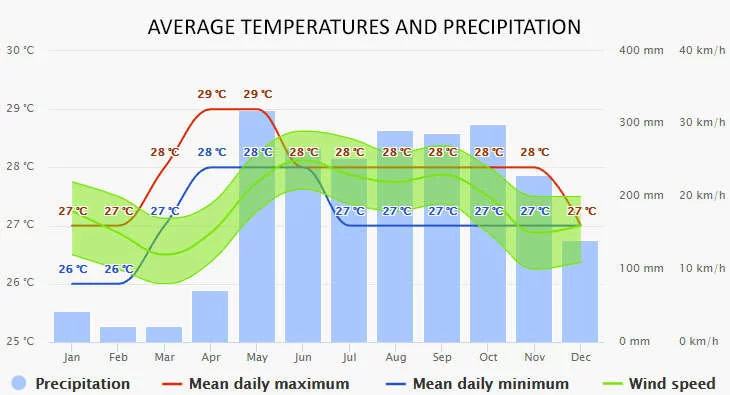 AVERAGE TEMPERATURES AND PRECIPITATION
30 °C 400 mm 40 km/h
29 °C 29 °C
29 °C 300 mm 30 km/h
28 °C 28 °C 28 °C 28 °C 28 °C 28 °C 28 °C 28 °C 28 °C 28 °C
28 °C 200 mm 20 km/h
27 °C 27 °C 27 °C 27 °C 27 °C 27 °C 27 °C 27 °C 27 °C
27 °C
26 °C 26 °C 100 mm 10 km/h
26 °C
25 °C 0 mm 0 km/h
Jan Feb Mar Apr May Jun Jul Aug Sep Oct Nov Dec
Precipitation Mean daily maximum Mean daily minimum Wind speed